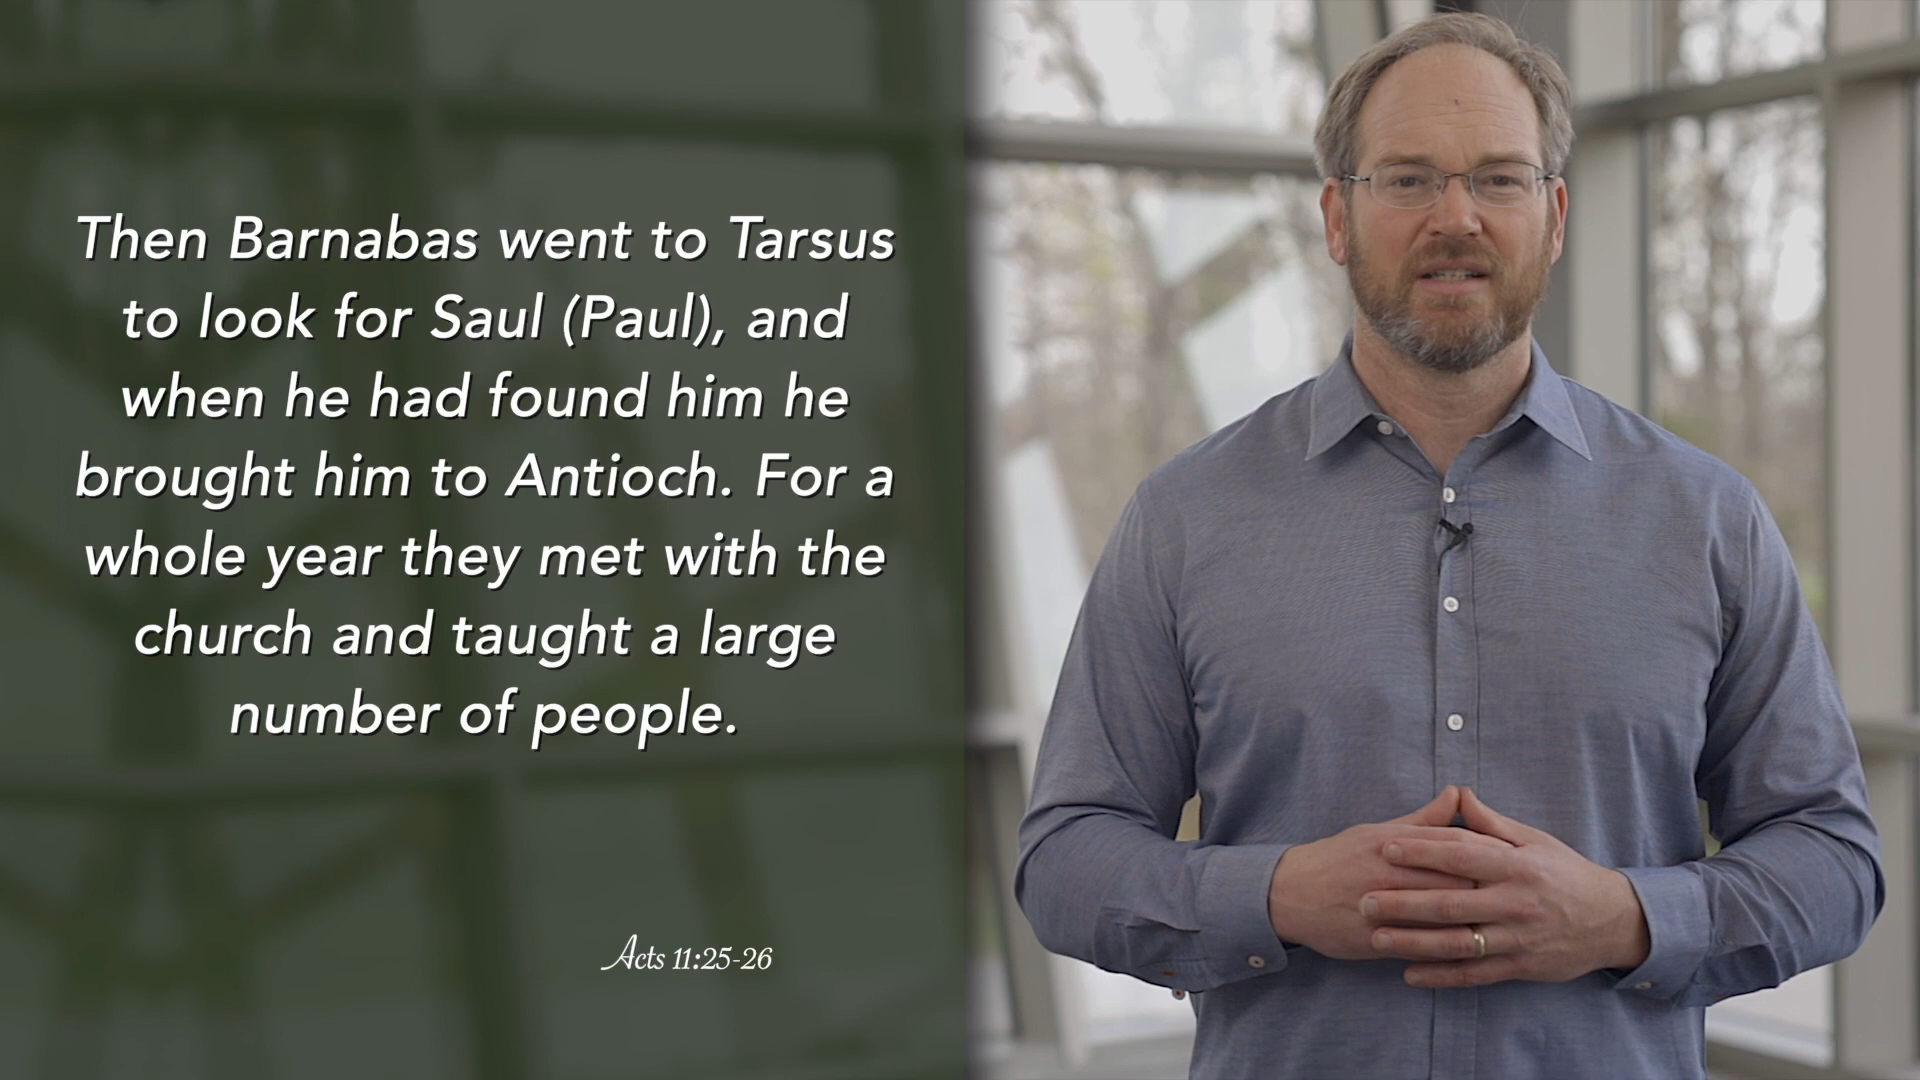 Then Barnabas went to Tarsus
to look for Saul (Paul), and
when he had found him he
brought him to Antioch. For a
whole year they met with the
church and taught a large
number of people.
Acts 11:25-26